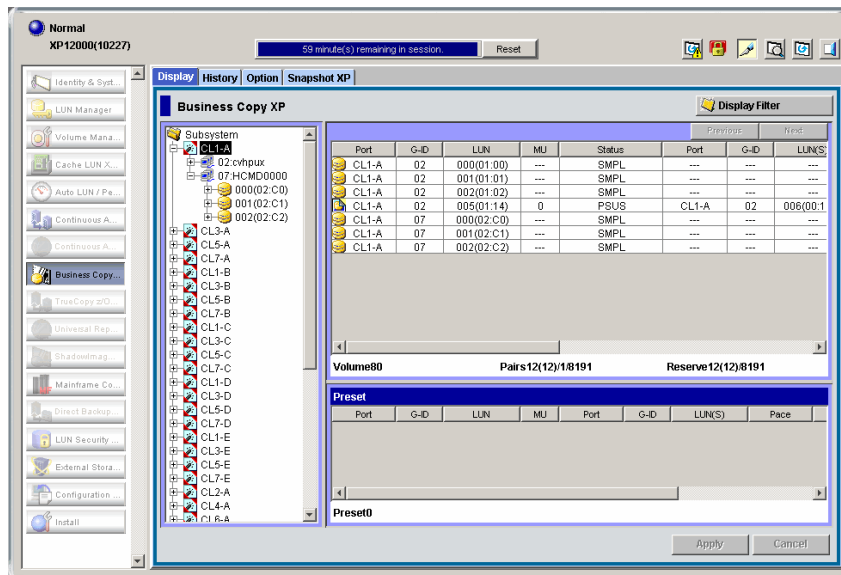 Normal
XP12000(10227)
59 minute(s) remaining in session.
Reset
Identity & Syst...
LUN Manager
Volume Mana...
Cache LUN X...
Auto LUN / Pe...
Continuous A...
Continuous A...
Business Copy...
TrueCopy z/O...
Universal Rep...
ShadowImag...
Mainframe Co...
Direct Backup...
LUN Security ...
External Stora...
Configuration ...
Install
Display History Option Snapshot XP
Business Copy XP
Display Filter
Subsystem
CL1-A
02:cvhpux
07:HCMD0000
000(02:C0)
001(02:C1)
002(02:C2)
CL3-A
CL5-A
CL7-A
CL1-B
CL3-B
CL5-B
CL7-B
CL1-C
CL3-C
CL5-C
CL7-C
CL1-D
CL3-D
CL5-D
CL7-D
CL1-E
CL3-E
CL5-E
CL7-E
CL2-A
CL4-A
CL6-A
Previous Next
Port G-ID LUN MU Status Port G-ID LUN(S)
CL1-A 02 000(01:00) --- SMPL --- --- ---
CL1-A 02 001(01:01) --- SMPL --- --- ---
CL1-A 02 002(01:02) --- SMPL --- --- ---
CL1-A 02 005(01:14) 0 PSUS CL1-A 02 006(00:1
CL1-A 07 000(02:C0) --- SMPL --- --- ---
CL1-A 07 001(02:C1) --- SMPL --- --- ---
CL1-A 07 002(02:C2) --- SMPL --- --- ---
Volume80 Pairs12(12)/1/8191 Reserve12(12)/8191
Preset
Port G-ID LUN MU Port G-ID LUN(S) Pace
Preset0
Apply Cancel